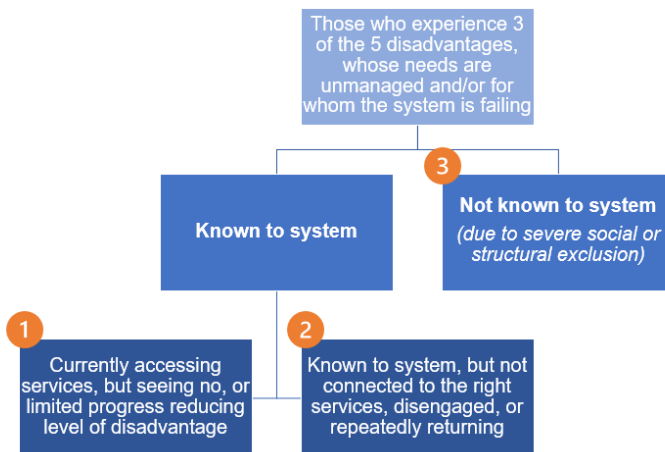 Those who experience 3
of the 5 disadvantages,
whose needs are
unmanaged and/or for
whom the system is failing
3
Known to system
Not known to system
(due to severe social or
structural exclusion)
1
Currently accessing
services, but seeing no, or
limited progress reducing
level of disadvantage
2
Known to system, but not
connected to the right
services, disengaged, or
repeatedly returning